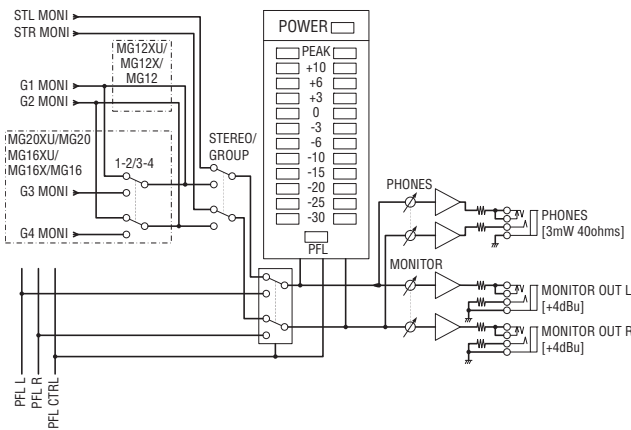 STL MONI
STR MONI
MG12XU/
MG12X/
MG12
G1 MONI
G2 MONI
MG20XU/MG20
MG16XU/
MG16X/MG16
1-2/3-4
G3 MONI
G4 MONI
STEREO/
GROUP
POWER
PEAK
+10
+6
+3
0
-3
-6
-10
-15
-20
-25
-30
PFL
PHONES
PHONES
[3mW 40ohms]
MONITOR
MONITOR OUT L
[+4dBu]
MONITOR OUT R
[+4dBu]
PFL L
PFL R
PFL CTRL